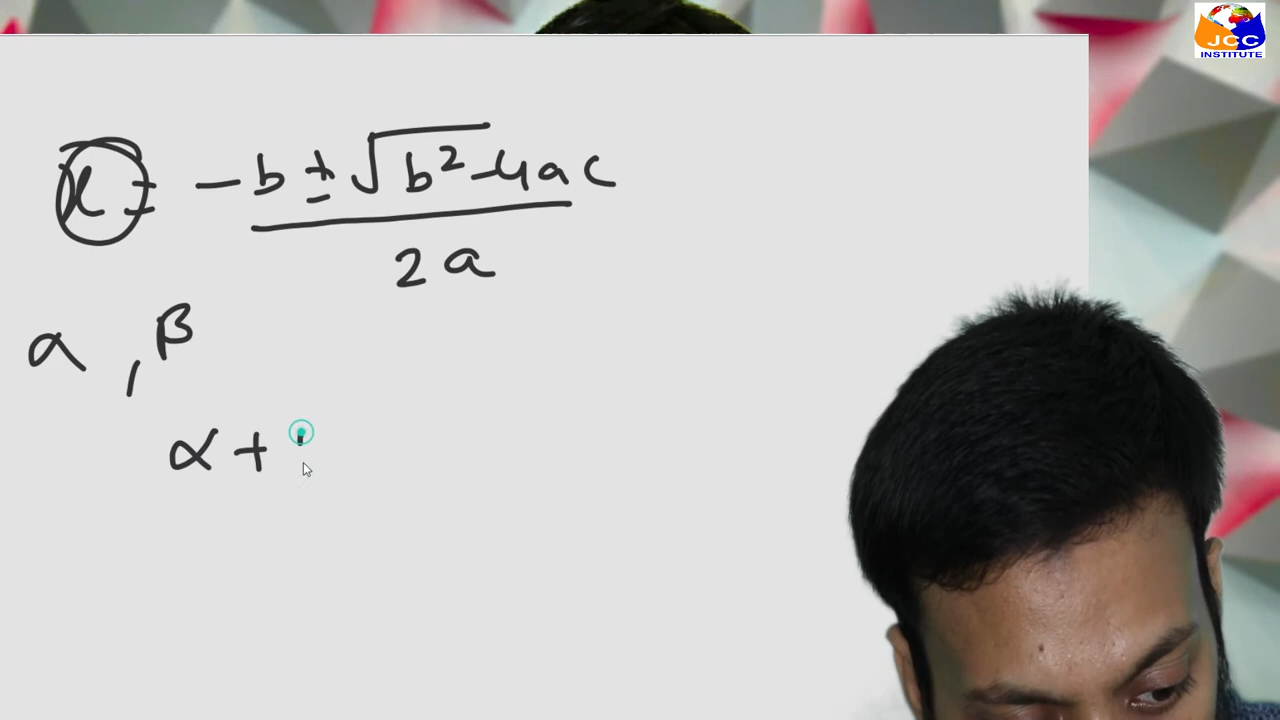 JCC
INSTITUTE
x = -b ± √b² - 4ac
2a
α , β
α +